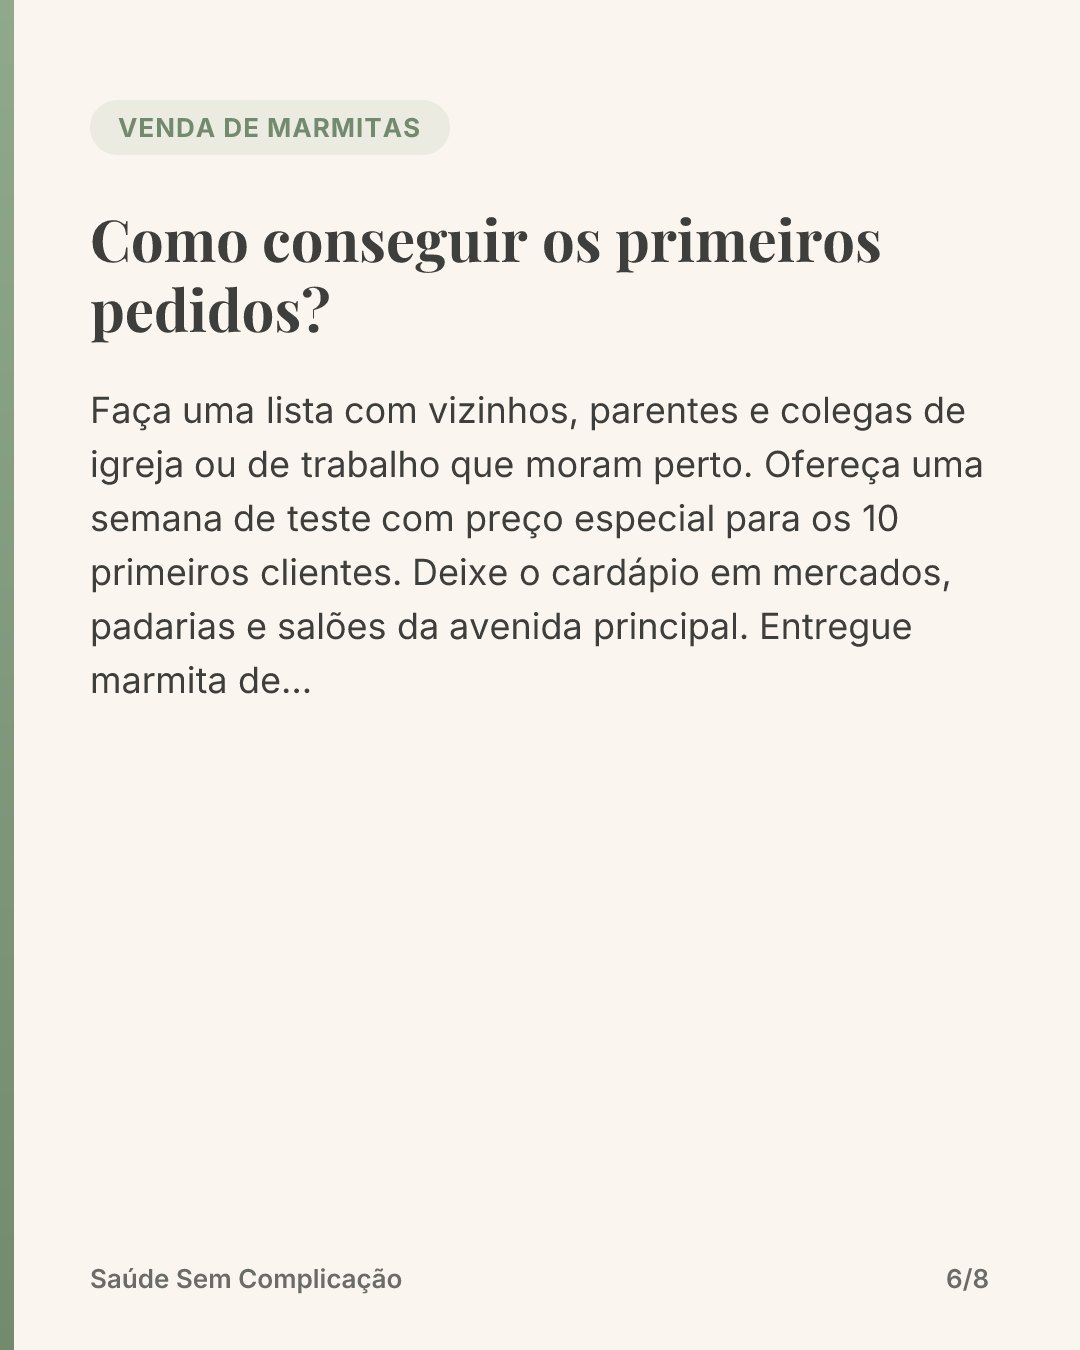 VENDA DE MARMITAS
Como conseguir os primeiros
pedidos?
Faça uma lista com vizinhos, parentes e colegas de
igreja ou de trabalho que moram perto. Ofereça uma
semana de teste com preço especial para os 10
primeiros clientes. Deixe o cardápio em mercados,
padarias e salões da avenida principal. Entregue
marmita de...
Saúde Sem Complicação
6/8